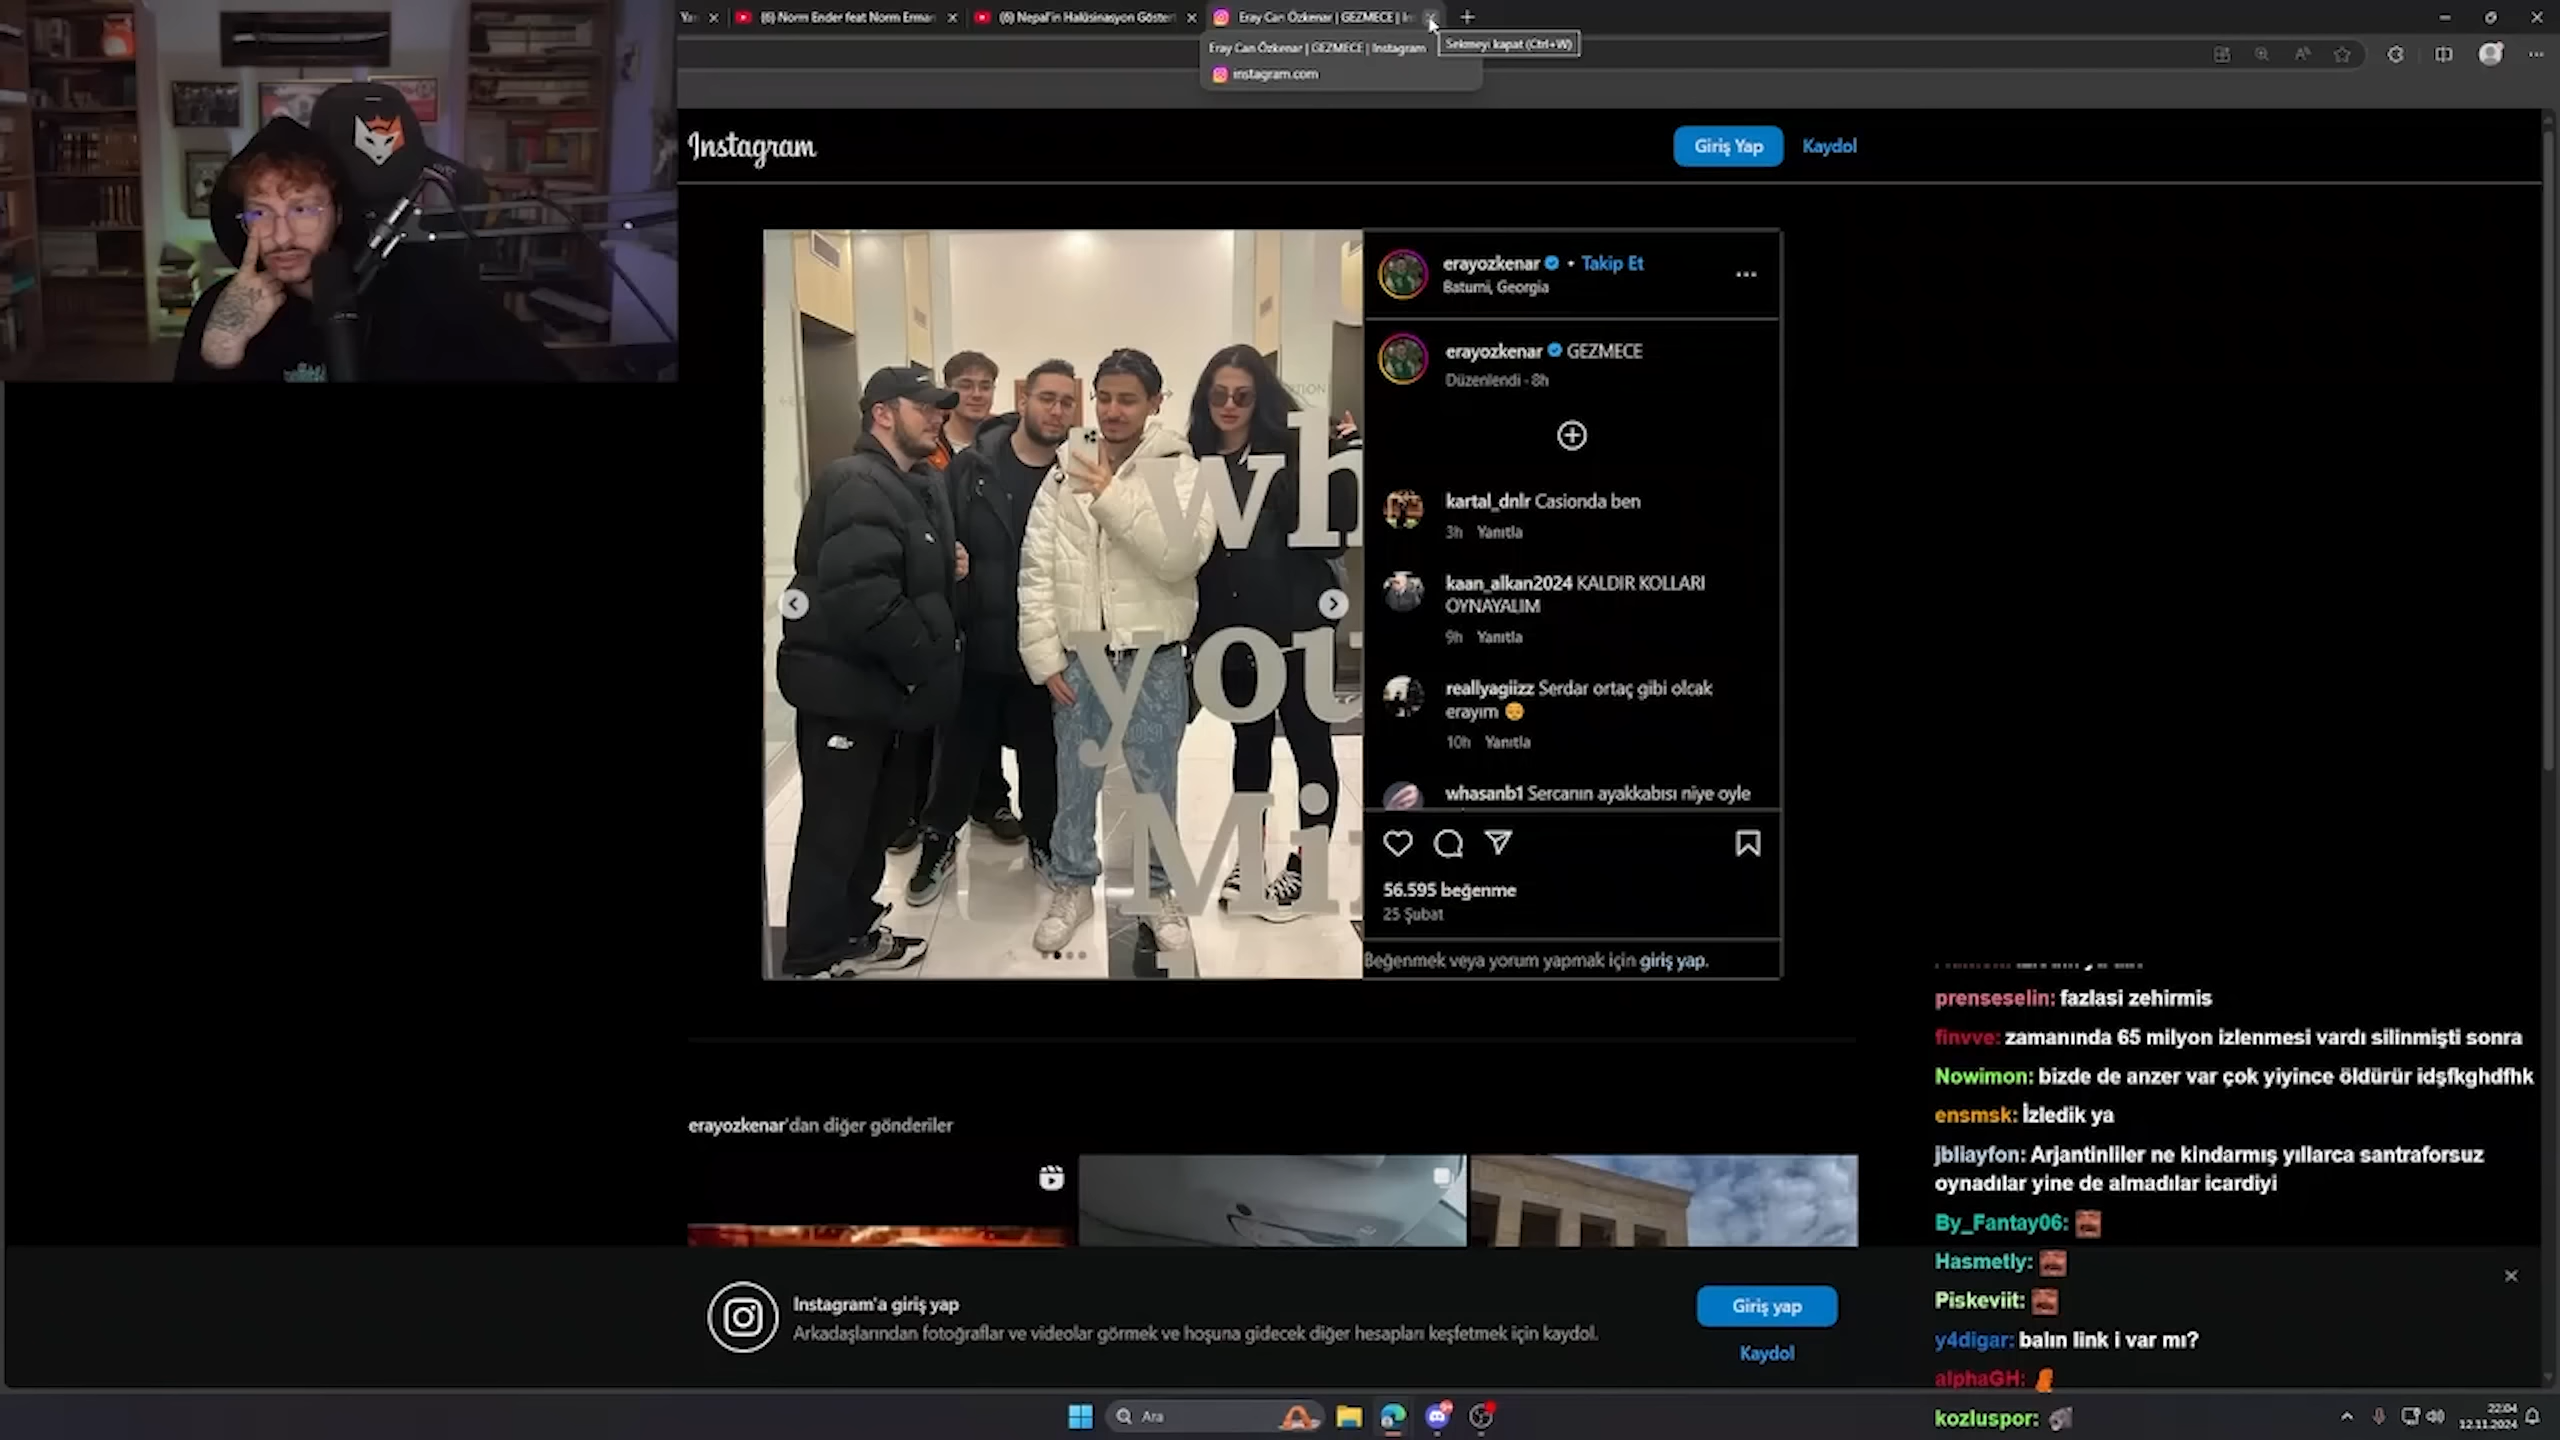 (6) Norm Ender feat Norm Erman
(6) Nepal'in Halüsinasyon Göster
Eray Can Özkenar | GEZMECE | In
Eray Can Özkenar | GEZMECE | Instagram
instagram.com
Sekmeyi kapat (Ctrl+W)
Instagram
Giriş Yap
Kaydol
erayozkenar • Takip Et
Batumi, Georgia
erayozkenar GEZMECE
Düzenlendi · 8h
kartal_dnlr Casionda ben
3h Yanıtla
kaan_alkan2024 KALDIR KOLLARI
OYNAYALIM
9h Yanıtla
reallyagiizz Serdar ortaç gibi olcak
erayım 😔
10h Yanıtla
whasanb1 Sercanın ayakkabısı niye oyle
56.595 beğenme
25 Şubat
Beğenmek veya yorum yapmak için giriş yap.
wh
you
Mi
erayozkenar'dan diğer gönderiler
Instagram'a giriş yap
Arkadaşlarından fotoğraflar ve videolar görmek ve hoşuna gidecek diğer hesapları keşfetmek için kaydol.
Giriş yap
Kaydol
prenseselin: fazlasi zehirmis
finvve: zamanında 65 milyon izlenmesi vardı silinmişti sonra
Nowimon: bizde de anzer var çok yiyince öldürür idşfkghdfhk
ensmsk: İzledik ya
jbliayfon: Arjantinliler ne kindarmış yıllarca santraforsuz
oynadılar yine de almadılar icardiyi
By_Fantay06:
Hasmetly:
Piskeviit:
y4digar: balın link i var mı?
alphaGH:
kozluspor:
Ara
22:04
12.11.2024